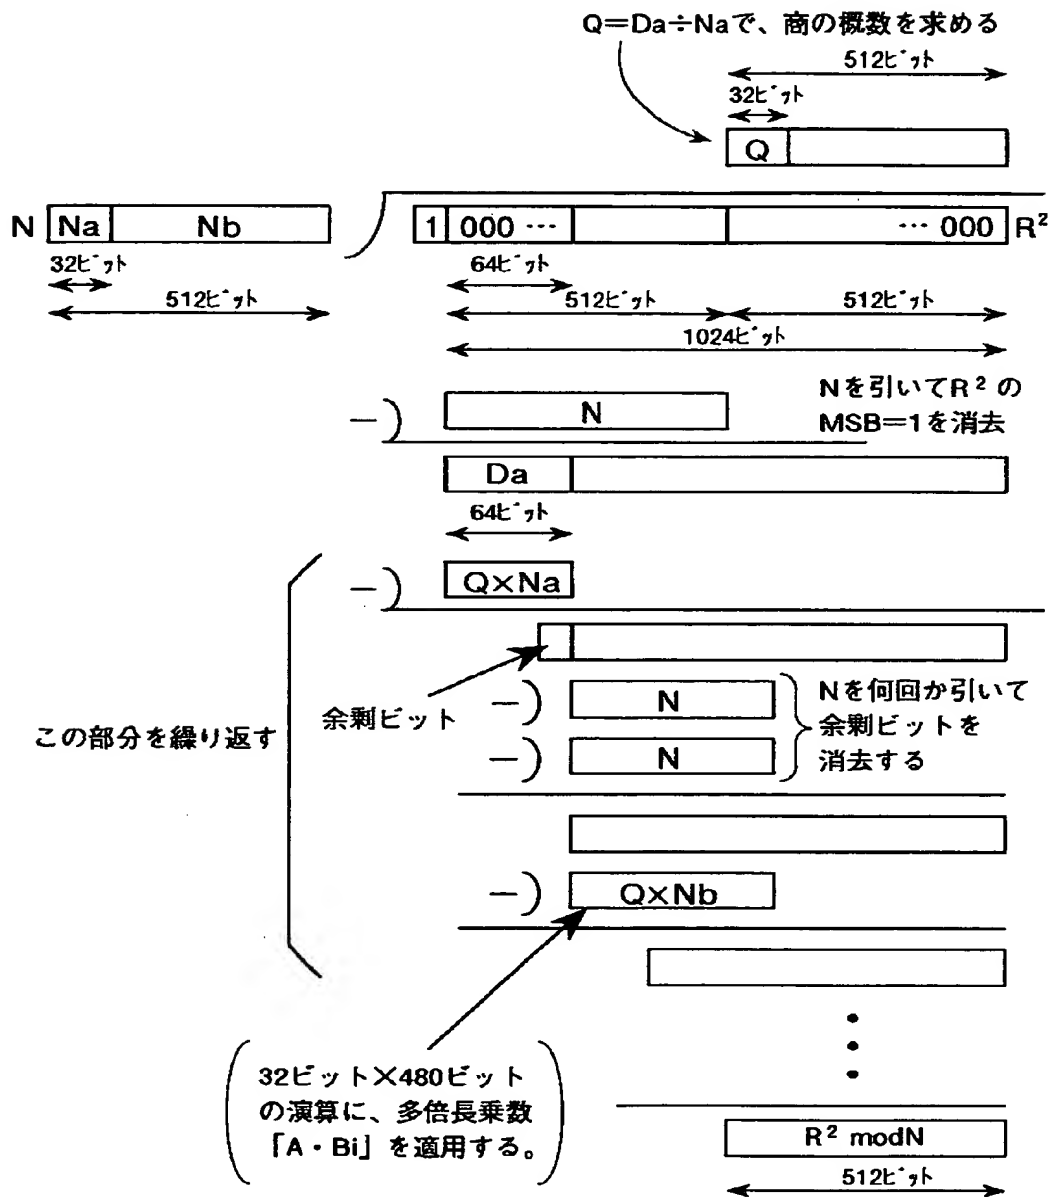 Q=Da÷Naで、商の概数を求める
512ビット
32ビット
Q
N Na Nb
1 000 … … 000 R²
32ビット
64ビット
512ビット
512ビット 512ビット
1024ビット
Nを引いてR²の
MSB=1を消去
−) N
Da
64ビット
−) Q×Na
余剰ビット
−) N
−) N
Nを何回か引いて
余剰ビットを
消去する
この部分を繰り返す
−) Q×Nb
32ビット×480ビット
の演算に、多倍長乗数
「A・Bi」を適用する。
R² modN
512ビット